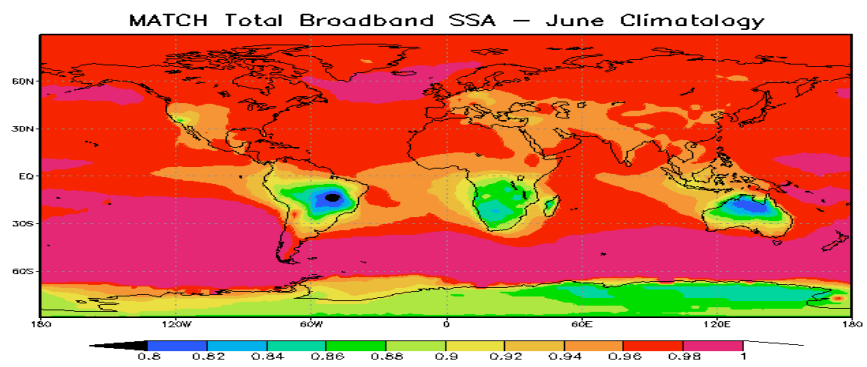 MATCH Total Broadband SSA – June Climatology
60N
30N
EQ
30S
60S
180 120W 60W 0 60E 120E 180
0.8 0.82 0.84 0.86 0.88 0.9 0.92 0.94 0.96 0.98 1